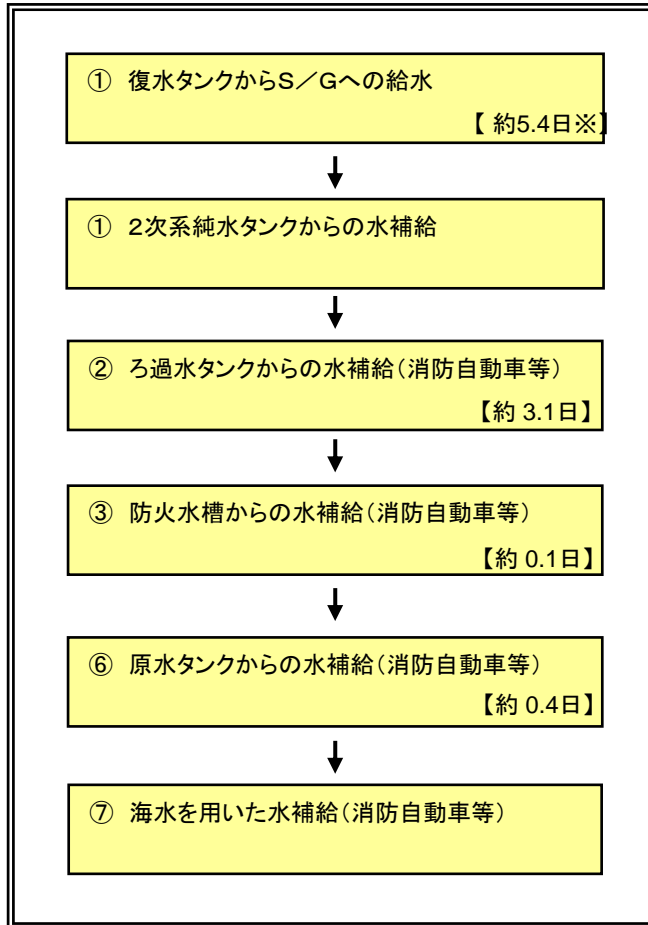 ① 復水タンクからS／Gへの給水
【 約5.4日※】
① 2次系純水タンクからの水補給
② ろ過水タンクからの水補給（消防自動車等）
【約 3.1日】
③ 防火水槽からの水補給（消防自動車等）
【約 0.1日】
⑥ 原水タンクからの水補給（消防自動車等）
【約 0.4日】
⑦ 海水を用いた水補給（消防自動車等）